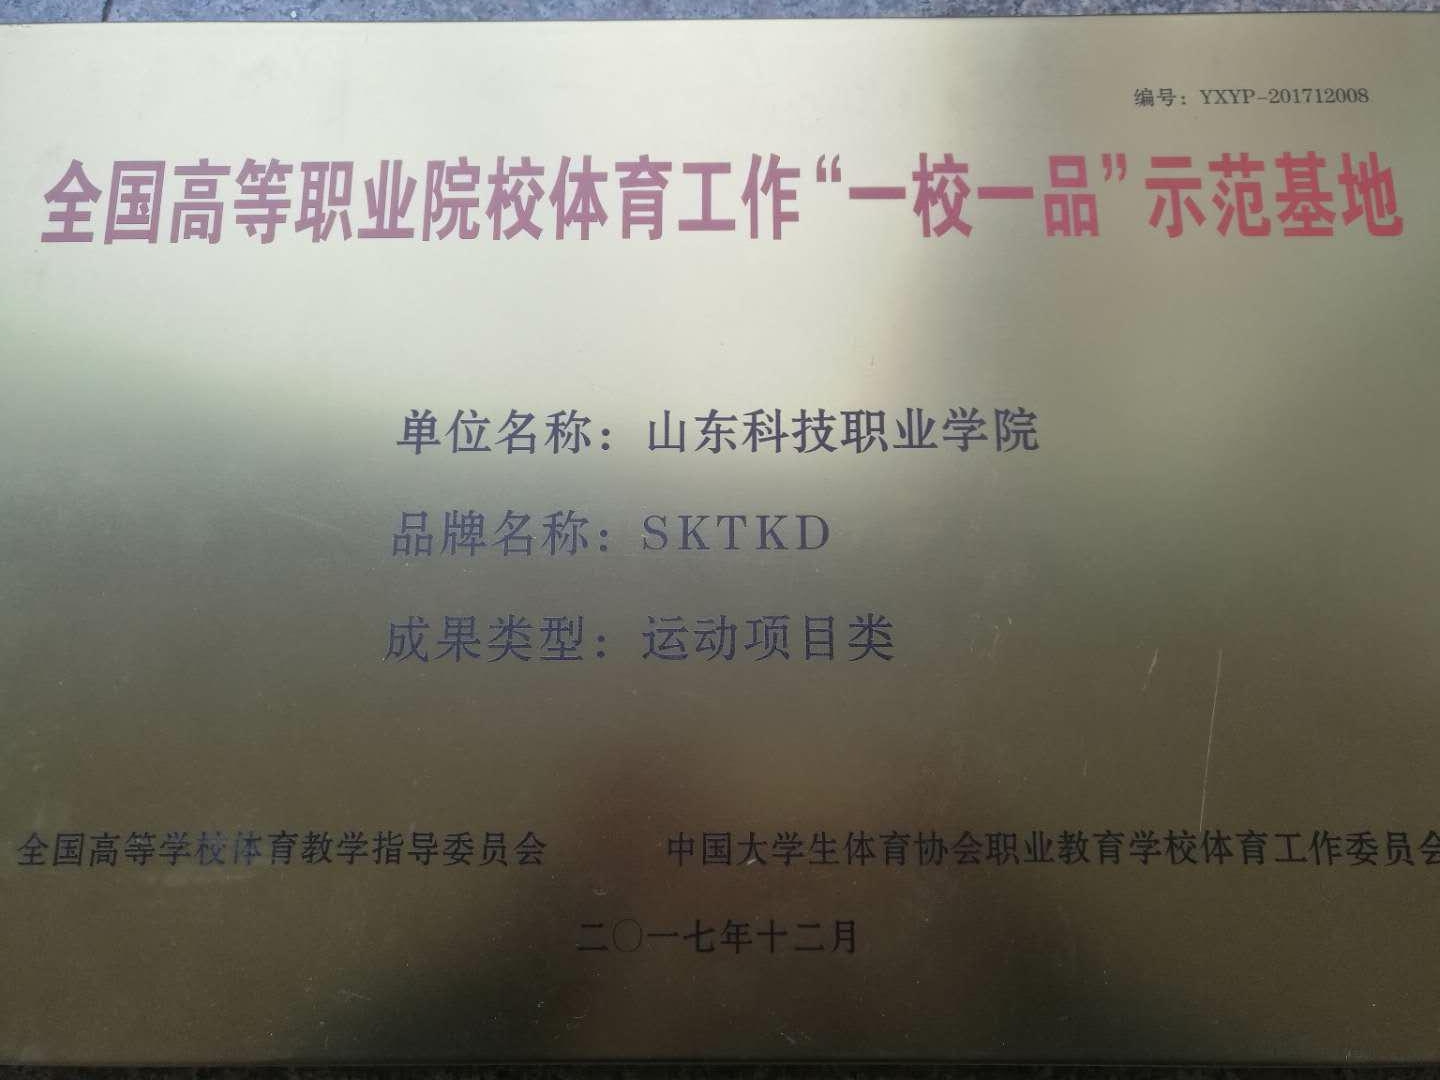 编号：YXYP-201712008
全国高等职业院校体育工作“一校一品”示范基地
单位名称：山东科技职业学院
品牌名称：SKTKD
成果类型：运动项目类
全国高等学校体育教学指导委员会 中国大学生体育协会职业教育学校体育工作委员会
二〇一七年十二月